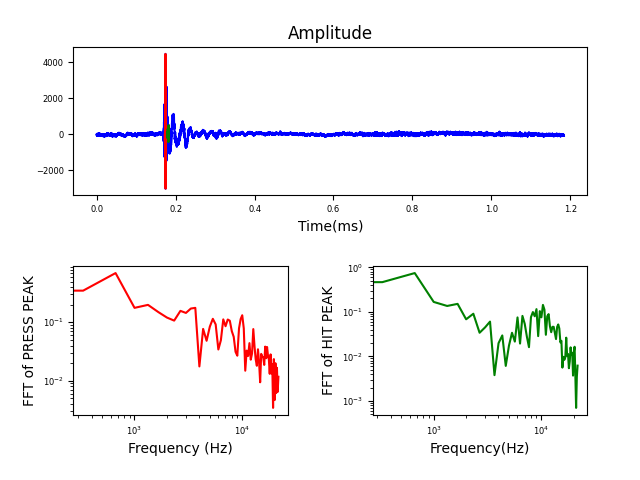 Amplitude
4000
2000
0
−2000
0.0 0.2 0.4 0.6 0.8 1.0 1.2
Time(ms)
FFT of PRESS PEAK
10⁻¹
10⁻²
10³ 10⁴
Frequency (Hz)
FFT of HIT PEAK
10⁰
10⁻¹
10⁻²
10⁻³
10³ 10⁴
Frequency(Hz)